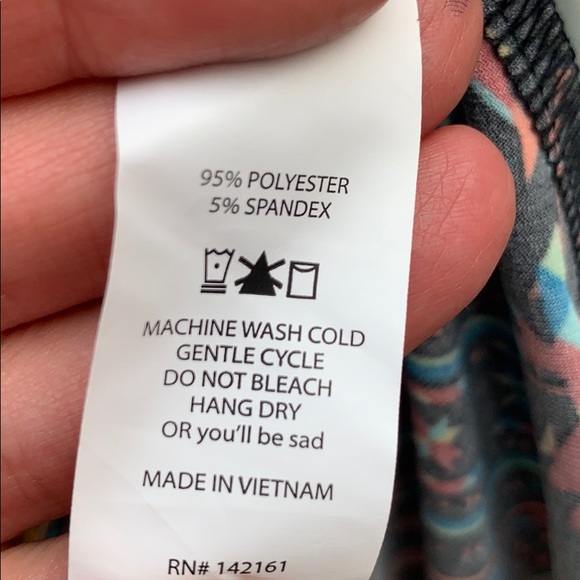 95% POLYESTER
5% SPANDEX
MACHINE WASH COLD
GENTLE CYCLE
DO NOT BLEACH
HANG DRY
OR you'll be sad
MADE IN VIETNAM
RN# 142161